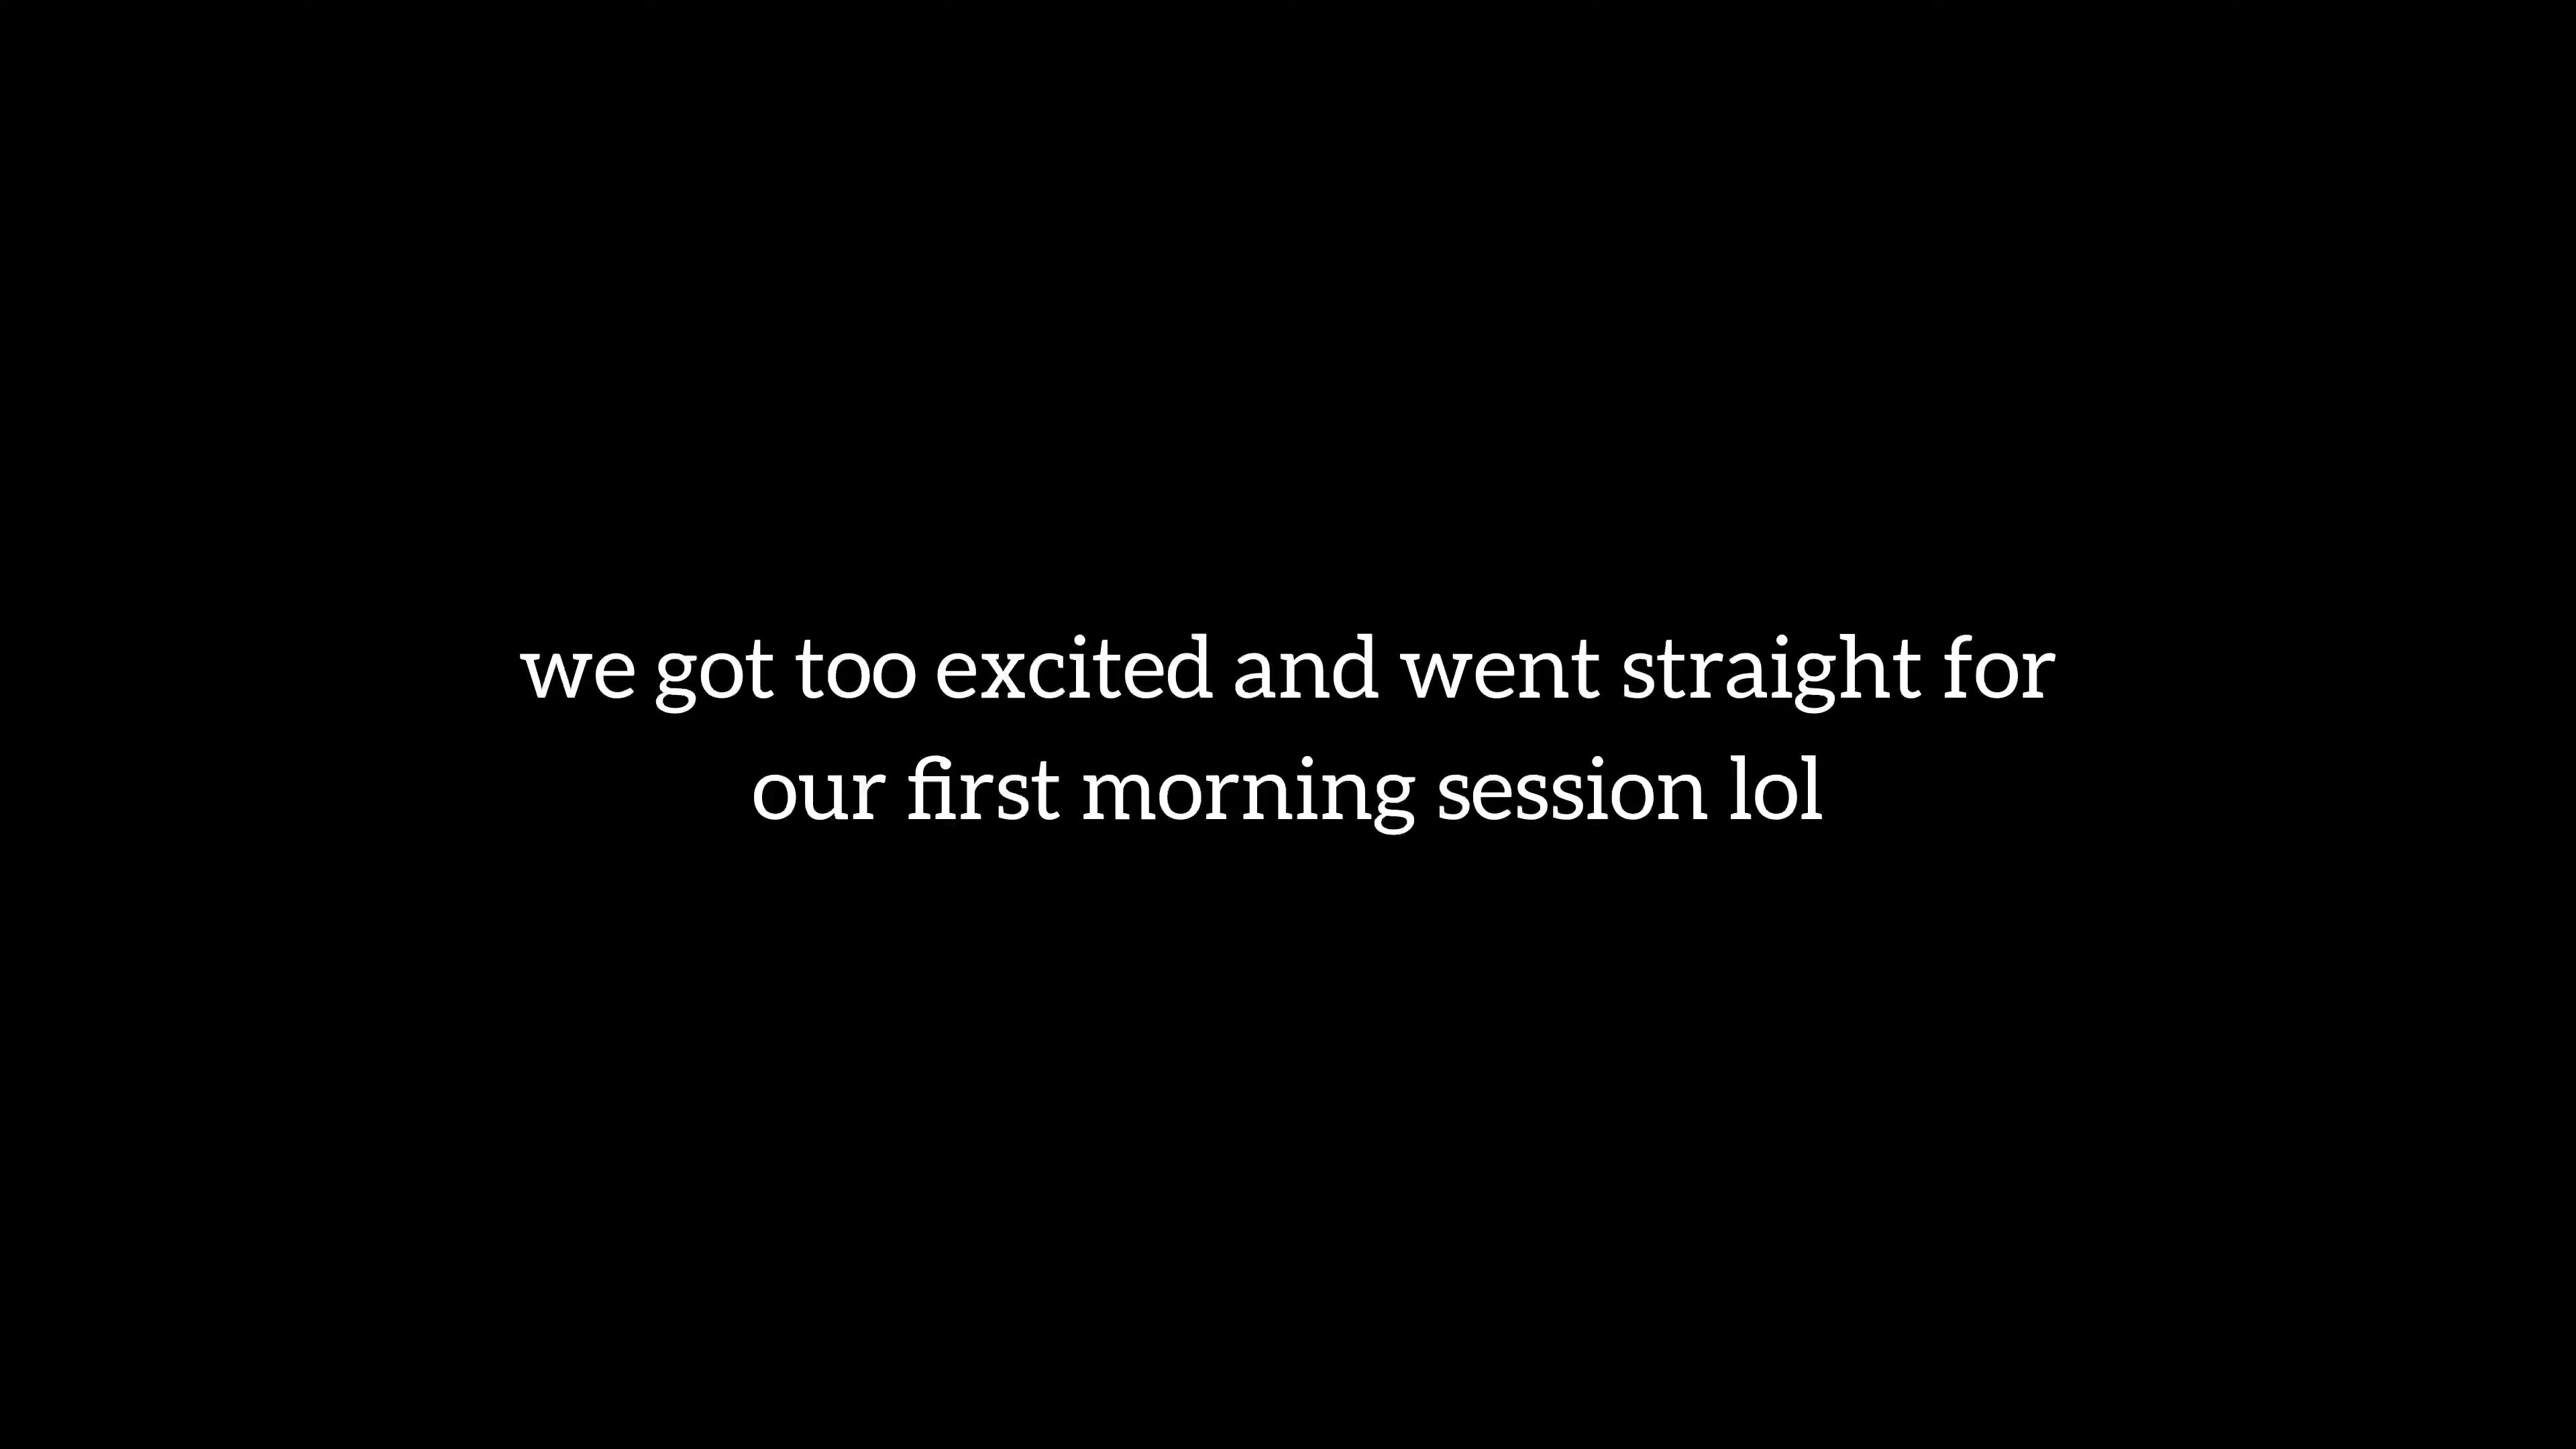 we got too excited and went straight for
our first morning session lol